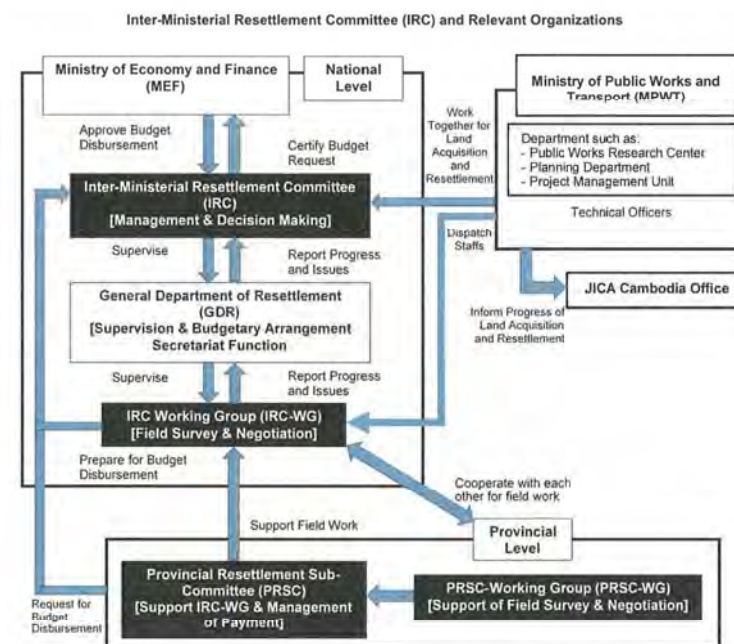 Inter-Ministerial Resettlement Committee (IRC) and Relevant Organizations
Ministry of Economy and Finance
(MEF)
National
Level
Ministry of Public Works and
Transport (MPWT)
Approve Budget
Disbursement
Certify Budget
Request
Work
Together for
Land
Acquisition
and
Resettlement
Department such as:
- Public Works Research Center
- Planning Department
- Project Management Unit
Technical Officers
Inter-Ministerial Resettlement Committee
(IRC)
[Management & Decision Making]
Dispatch
Staffs
Supervise
Report Progress
and Issues
JICA Cambodia Office
General Department of Resettlement
(GDR)
[Supervision & Budgetary Arrangement
Secretariat Function
Inform Progress of
Land Acquisition
and Resettlement
Supervise
Report Progress
and Issues
IRC Working Group (IRC-WG)
[Field Survey & Negotiation]
Prepare for Budget
Disbursement
Cooperate with each
other for field work
Support Field Work
Provincial
Level
Provincial Resettlement Sub-
Committee (PRSC)
[Support IRC-WG & Management
of Payment]
PRSC-Working Group (PRSC-WG)
[Support of Field Survey & Negotiation]
Request for
Budget
Disbursement